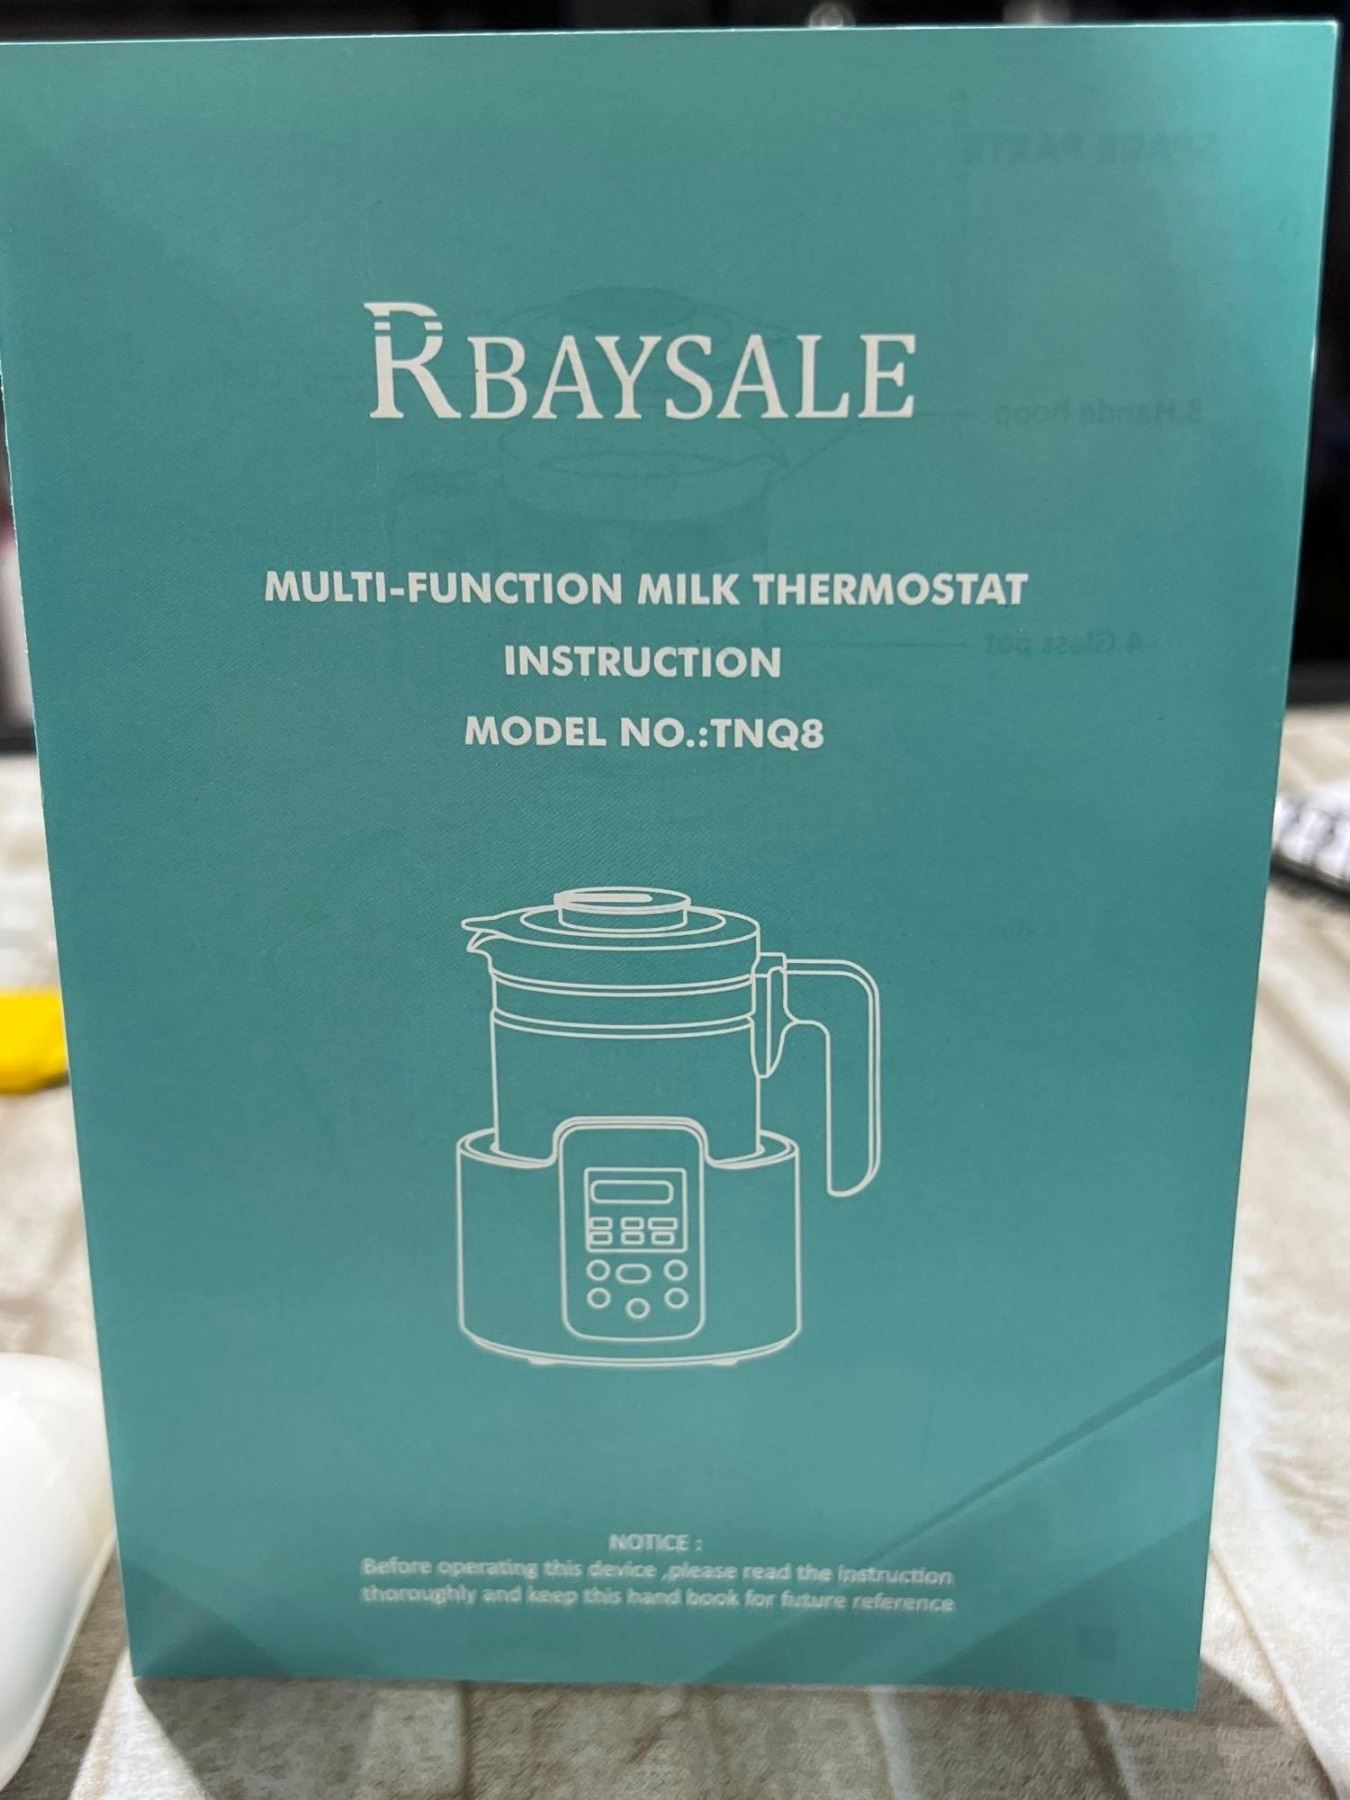 RBAYSALE
MULTI-FUNCTION MILK THERMOSTAT
INSTRUCTION
MODEL NO.:TNQ8
NOTICE :
Before operating this device ,please read the instruction
thoroughly and keep this hand book for future reference